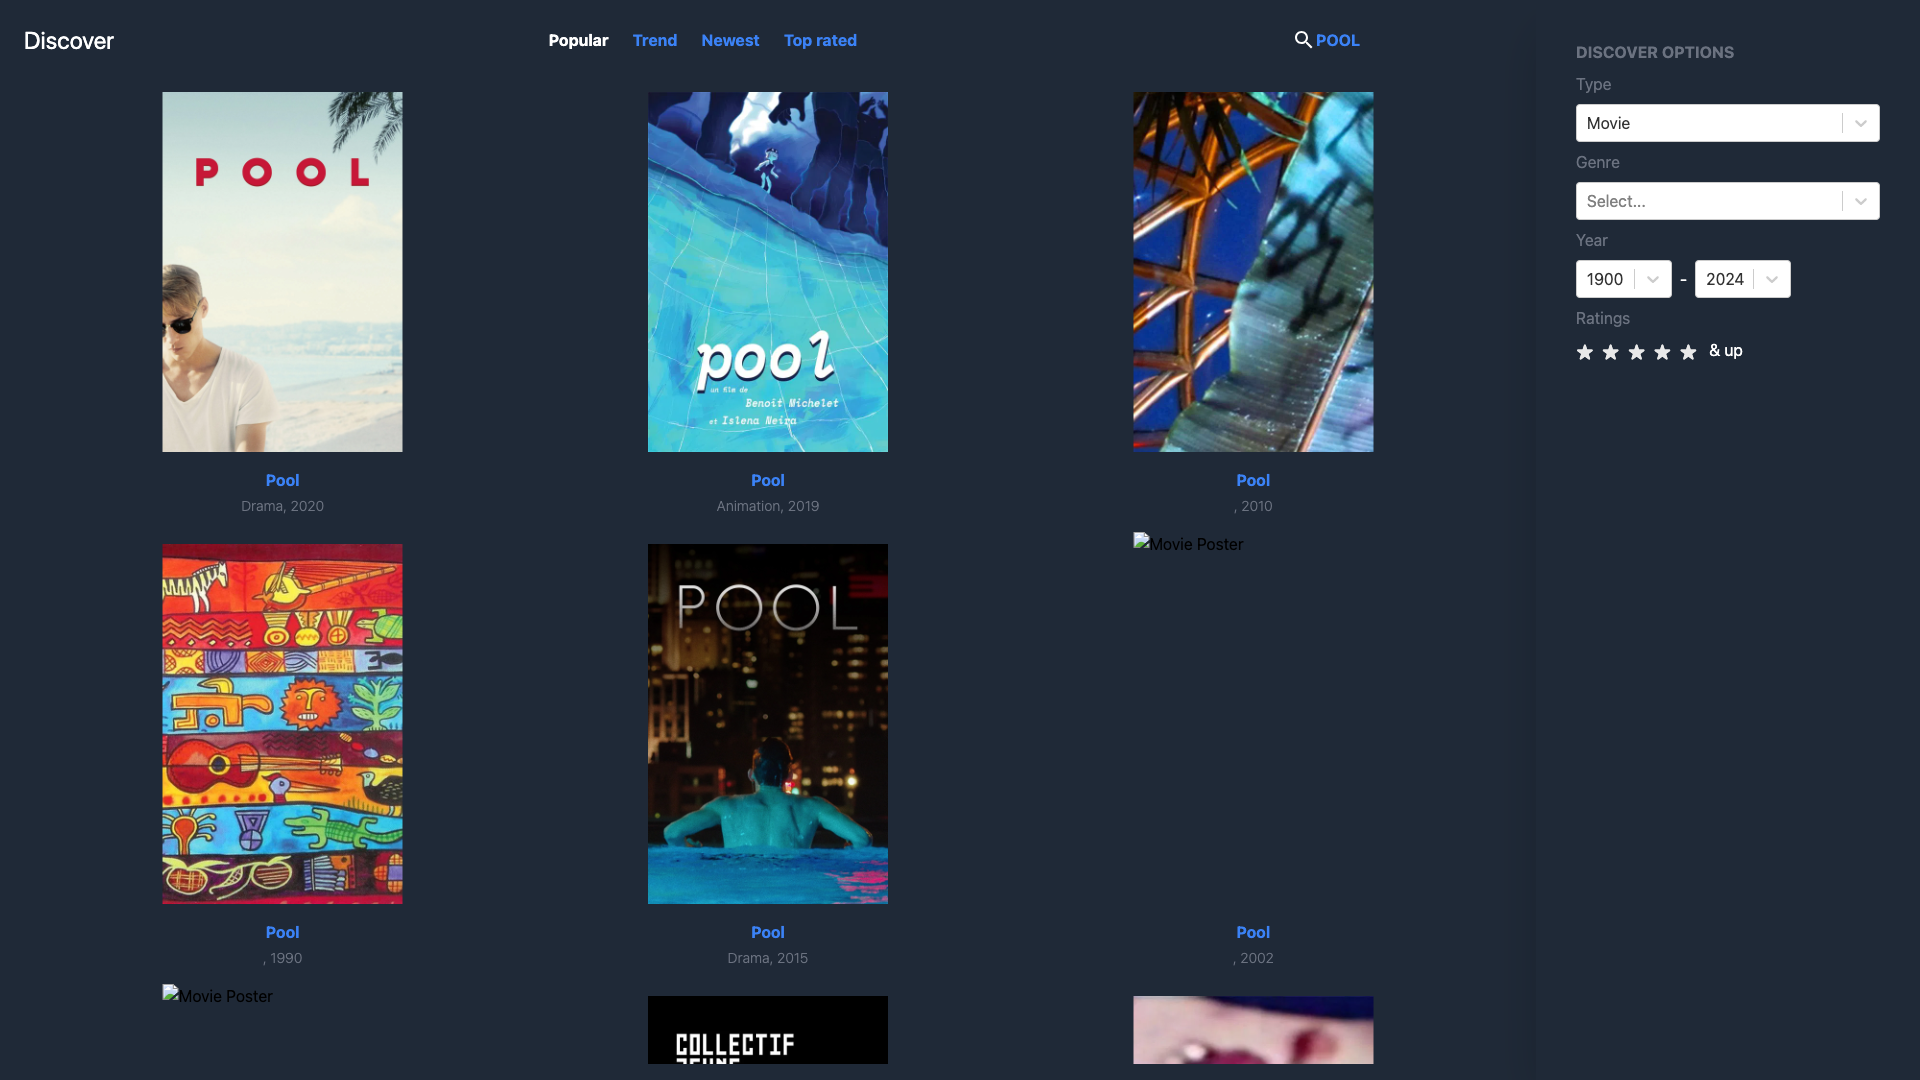 Discover
Popular Trend Newest Top rated
POOL
DISCOVER OPTIONS
Type
Movie
Genre
Select...
Year
1900 - 2024
Ratings
& up
POOL
pool
un film de
Benoit Michelet
et Islena Neira
Pool
Drama, 2020
Pool
Animation, 2019
Pool
, 2010
POOL
Movie Poster
Pool
, 1990
Pool
Drama, 2015
Pool
, 2002
Movie Poster
COLLECTIF